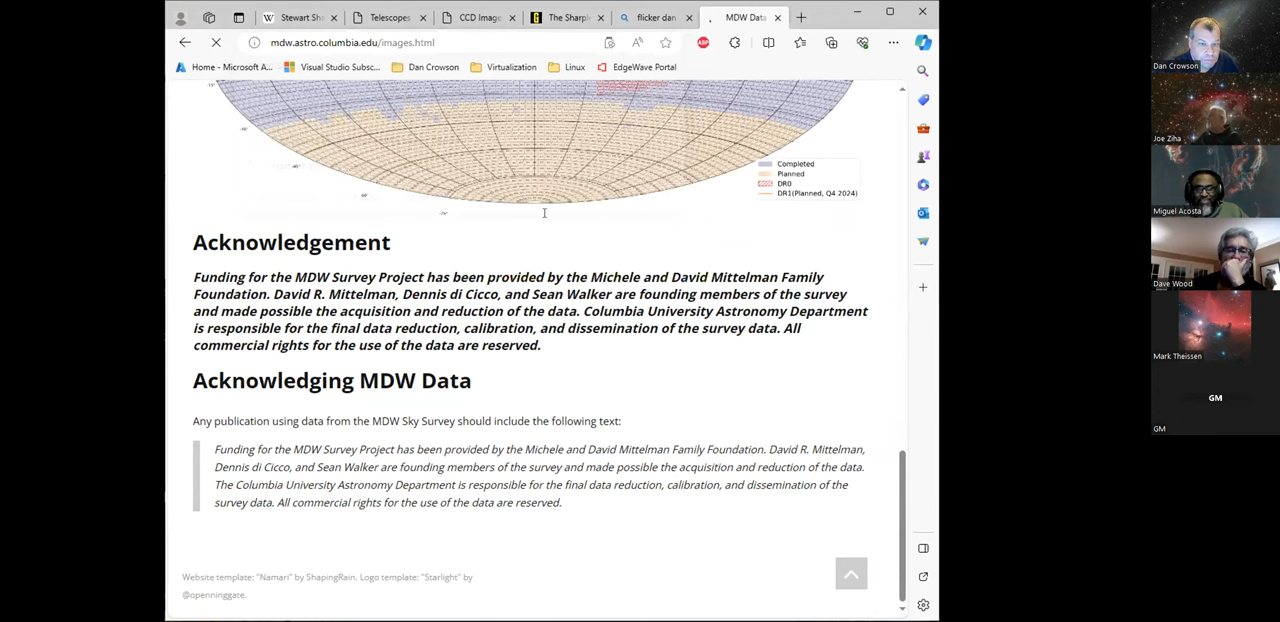 Stewart Sha
Telescopes
CCD Image
The Sharpl
flicker dan
MDW Data
mdw.astro.columbia.edu/images.html
Home - Microsoft A...
Visual Studio Subsc...
Dan Crowson
Virtualization
Linux
EdgeWave Portal
Completed
Planned
DR0
DR1(Planned, Q4 2024)
Acknowledgement
Funding for the MDW Survey Project has been provided by the Michele and David Mittelman Family
Foundation. David R. Mittelman, Dennis di Cicco, and Sean Walker are founding members of the survey
and made possible the acquisition and reduction of the data. Columbia University Astronomy Department
is responsible for the final data reduction, calibration, and dissemination of the survey data. All
commercial rights for the use of the data are reserved.
Acknowledging MDW Data
Any publication using data from the MDW Sky Survey should include the following text:
Funding for the MDW Survey Project has been provided by the Michele and David Mittelman Family Foundation. David R. Mittelman,
Dennis di Cicco, and Sean Walker are founding members of the survey and made possible the acquisition and reduction of the data.
The Columbia University Astronomy Department is responsible for the final data reduction, calibration, and dissemination of the
survey data. All commercial rights for the use of the data are reserved.
Website template: "Namari" by ShapingRain. Logo template: "Starlight" by
@openninggate.
Dan Crowson
Joe Ziha
Miguel Acosta
Dave Wood
Mark Theissen
GM
GM